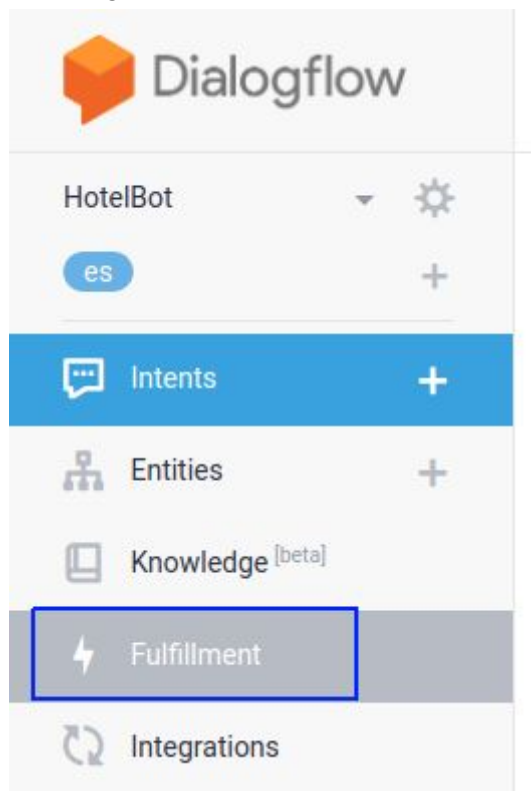 Dialogflow
HotelBot
es
Intents
Entities
Knowledge [beta]
Fulfillment
Integrations